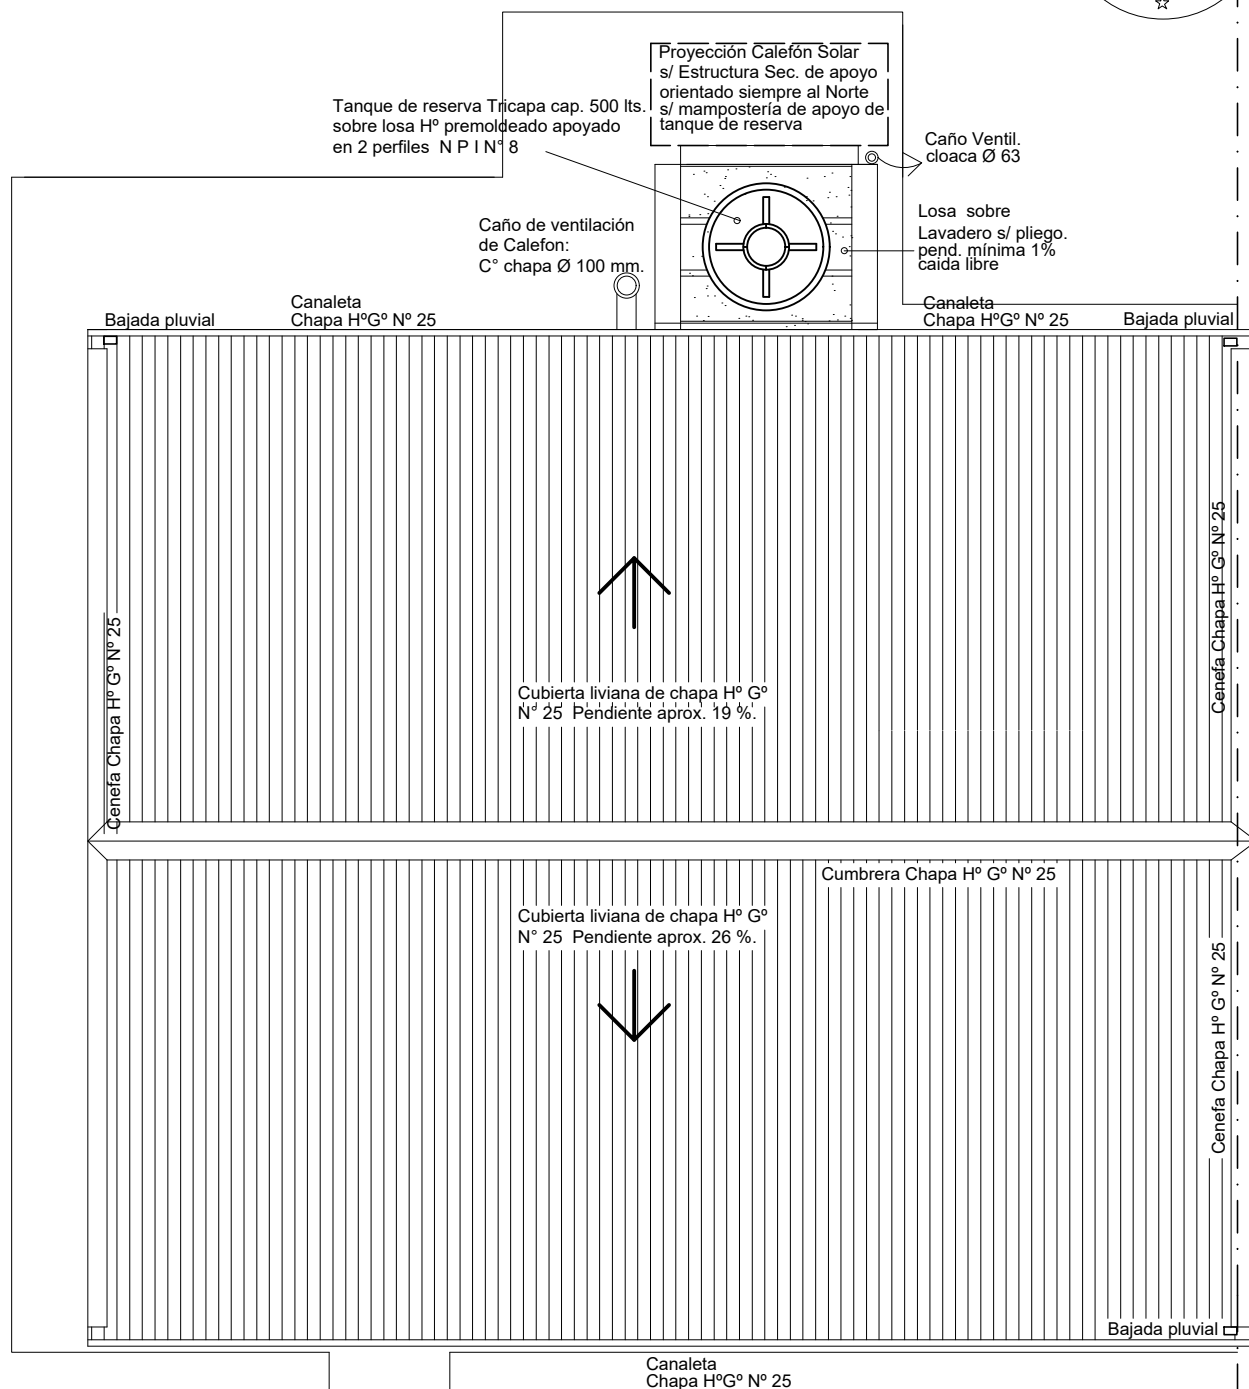 Proyección Calefón Solar
s/ Estructura Sec. de apoyo
orientado siempre al Norte
s/ mampostería de apoyo de
tanque de reserva
Tanque de reserva Tricapa cap. 500 lts.
sobre losa Hº premoldeado apoyado
en 2 perfiles N P I N° 8
Caño Ventil.
cloaca Ø 63
Caño de ventilación
de Calefon:
C° chapa Ø 100 mm.
Losa sobre
Lavadero s/ pliego.
pend. mínima 1%
caida libre
Bajada pluvial
Canaleta
Chapa HºGº Nº 25
Canaleta
Chapa HºGº Nº 25
Bajada pluvial
Cenefa Chapa Hº Gº Nº 25
Cenefa Chapa Hº Gº Nº 25
Cubierta liviana de chapa Hº Gº
N° 25 Pendiente aprox. 19 %.
Cumbrera Chapa Hº Gº Nº 25
Cubierta liviana de chapa Hº Gº
N° 25 Pendiente aprox. 26 %.
Cenefa Chapa Hº Gº Nº 25
Bajada pluvial
Canaleta
Chapa HºGº Nº 25